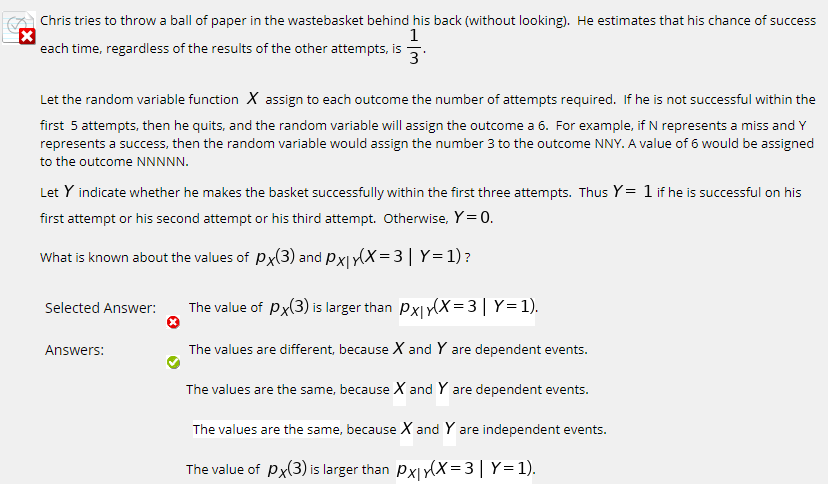 Chris tries to throw a ball of paper in the wastebasket behind his back (without looking). He estimates that his chance of success
each time, regardless of the results of the other attempts, is 1/3.
Let the random variable function X assign to each outcome the number of attempts required. If he is not successful within the
first 5 attempts, then he quits, and the random variable will assign the outcome a 6. For example, if N represents a miss and Y
represents a success, then the random variable would assign the number 3 to the outcome NNY. A value of 6 would be assigned
to the outcome NNNNN.
Let Y indicate whether he makes the basket successfully within the first three attempts. Thus Y= 1 if he is successful on his
first attempt or his second attempt or his third attempt. Otherwise, Y=0.
What is known about the values of pX(3) and pX|Y(X=3 | Y=1)?
Selected Answer: The value of pX(3) is larger than pX|Y(X=3 | Y=1).
Answers: The values are different, because X and Y are dependent events.
The values are the same, because X and Y are dependent events.
The values are the same, because X and Y are independent events.
The value of pX(3) is larger than pX|Y(X=3 | Y=1).